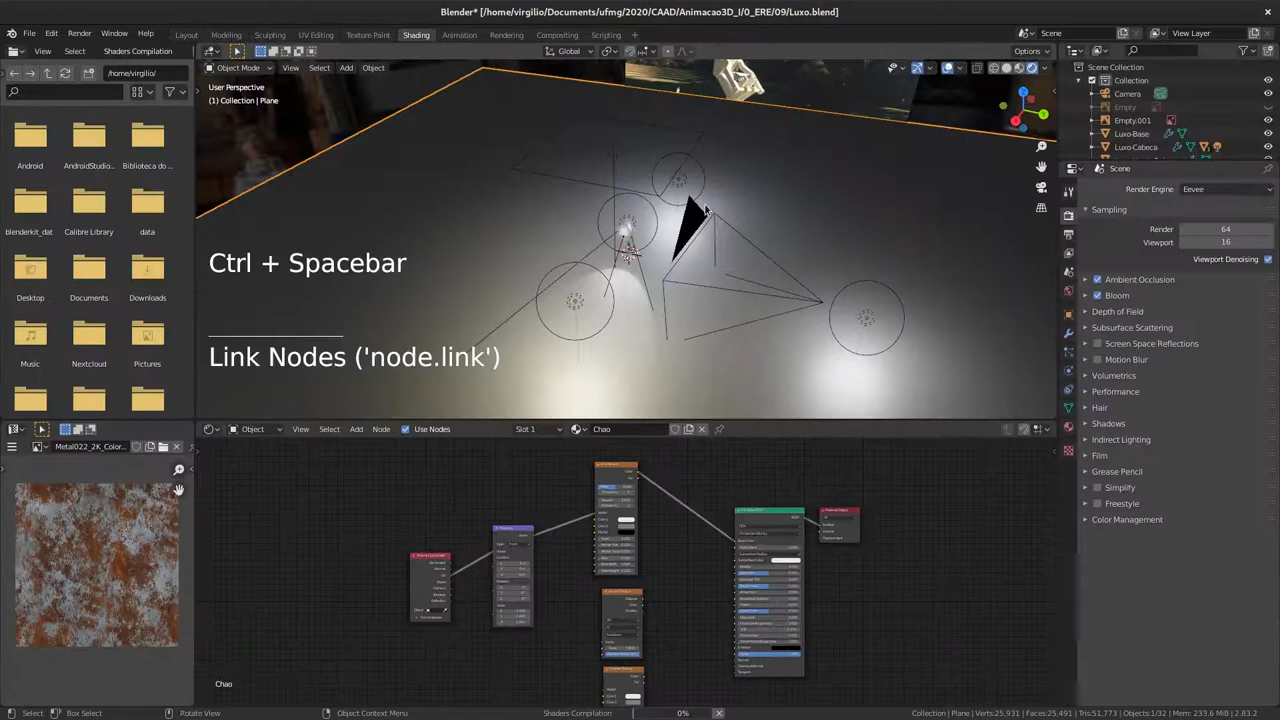 Blender* [/home/virgilio/Documents/ufmg/2020/CAAD/Animacao3D_I/0_ERE/09/Luxo.blend]
File Edit Render Window Help Layout Modeling Sculpting UV Editing Texture Paint Shading Animation Rendering Compositing Scripting Scene View Layer
View Select Shaders Compilation Global Options
Object Mode View Select Add Object
/home/virgilio/
User Perspective
(1) Collection | Plane
Android AndroidStudio... Biblioteca do ...
blenderkit_dat Calibre Library data
Desktop Documents Downloads
Music Nextcloud Pictures
Ctrl + Spacebar
Link Nodes ('node.link')
Scene Collection
Collection
Camera
Empty
Empty.001
Luxo-Base
Luxo-Cabeca
Scene
Render Engine Eevee
Sampling
Render 64
Viewport 16
Viewport Denoising
Ambient Occlusion
Bloom
Depth of Field
Subsurface Scattering
Screen Space Reflections
Motion Blur
Volumetrics
Performance
Hair
Shadows
Indirect Lighting
Film
Grease Pencil
Simplify
Freestyle
Color Management
Object View Select Add Node Use Nodes Slot 1 Chao
Metal022_2K_Color...
Chao
Select Box Select Rotate View Object Context Menu Shaders Compilation 0% Collection | Plane | Verts:25,931 | Faces:25,491 | Tris:51,773 | Objects:1/32 | Mem: 233.6 MiB | 2.83.2